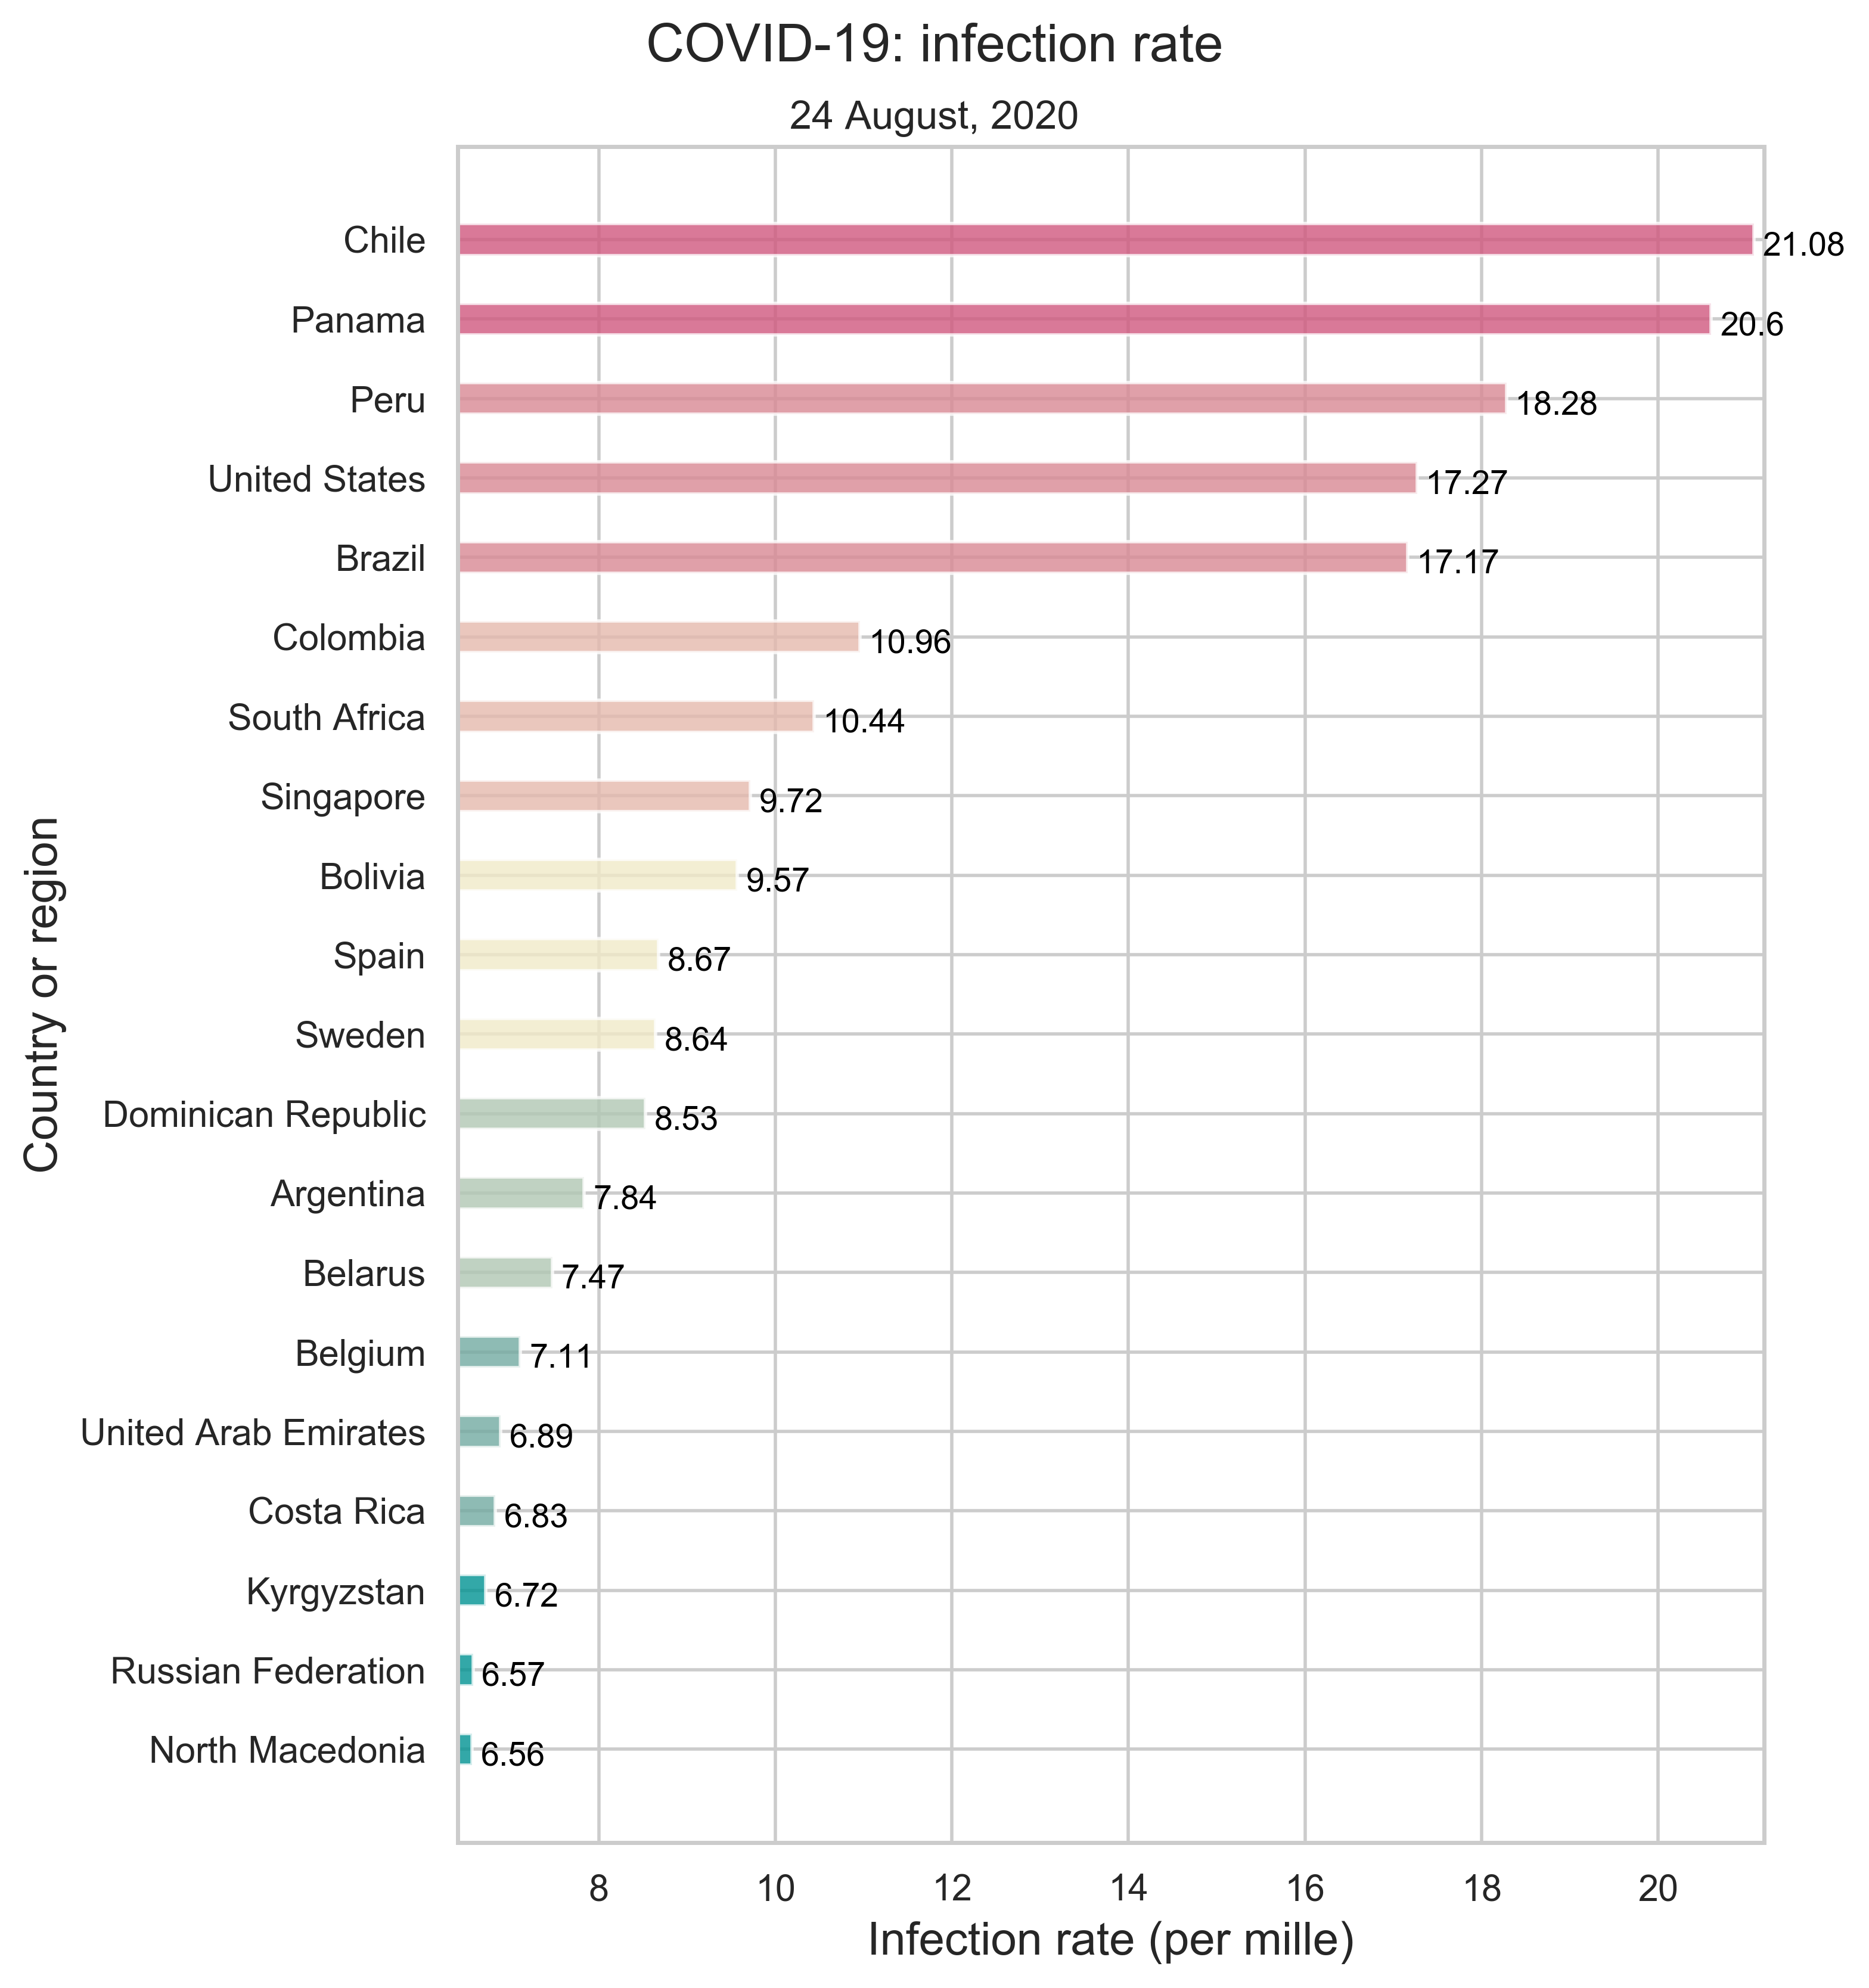 COVID-19: infection rate
24 August, 2020
Country or region
Chile 21.08
Panama 20.6
Peru 18.28
United States 17.27
Brazil 17.17
Colombia 10.96
South Africa 10.44
Singapore 9.72
Bolivia 9.57
Spain 8.67
Sweden 8.64
Dominican Republic 8.53
Argentina 7.84
Belarus 7.47
Belgium 7.11
United Arab Emirates 6.89
Costa Rica 6.83
Kyrgyzstan 6.72
Russian Federation 6.57
North Macedonia 6.56
8 10 12 14 16 18 20
Infection rate (per mille)